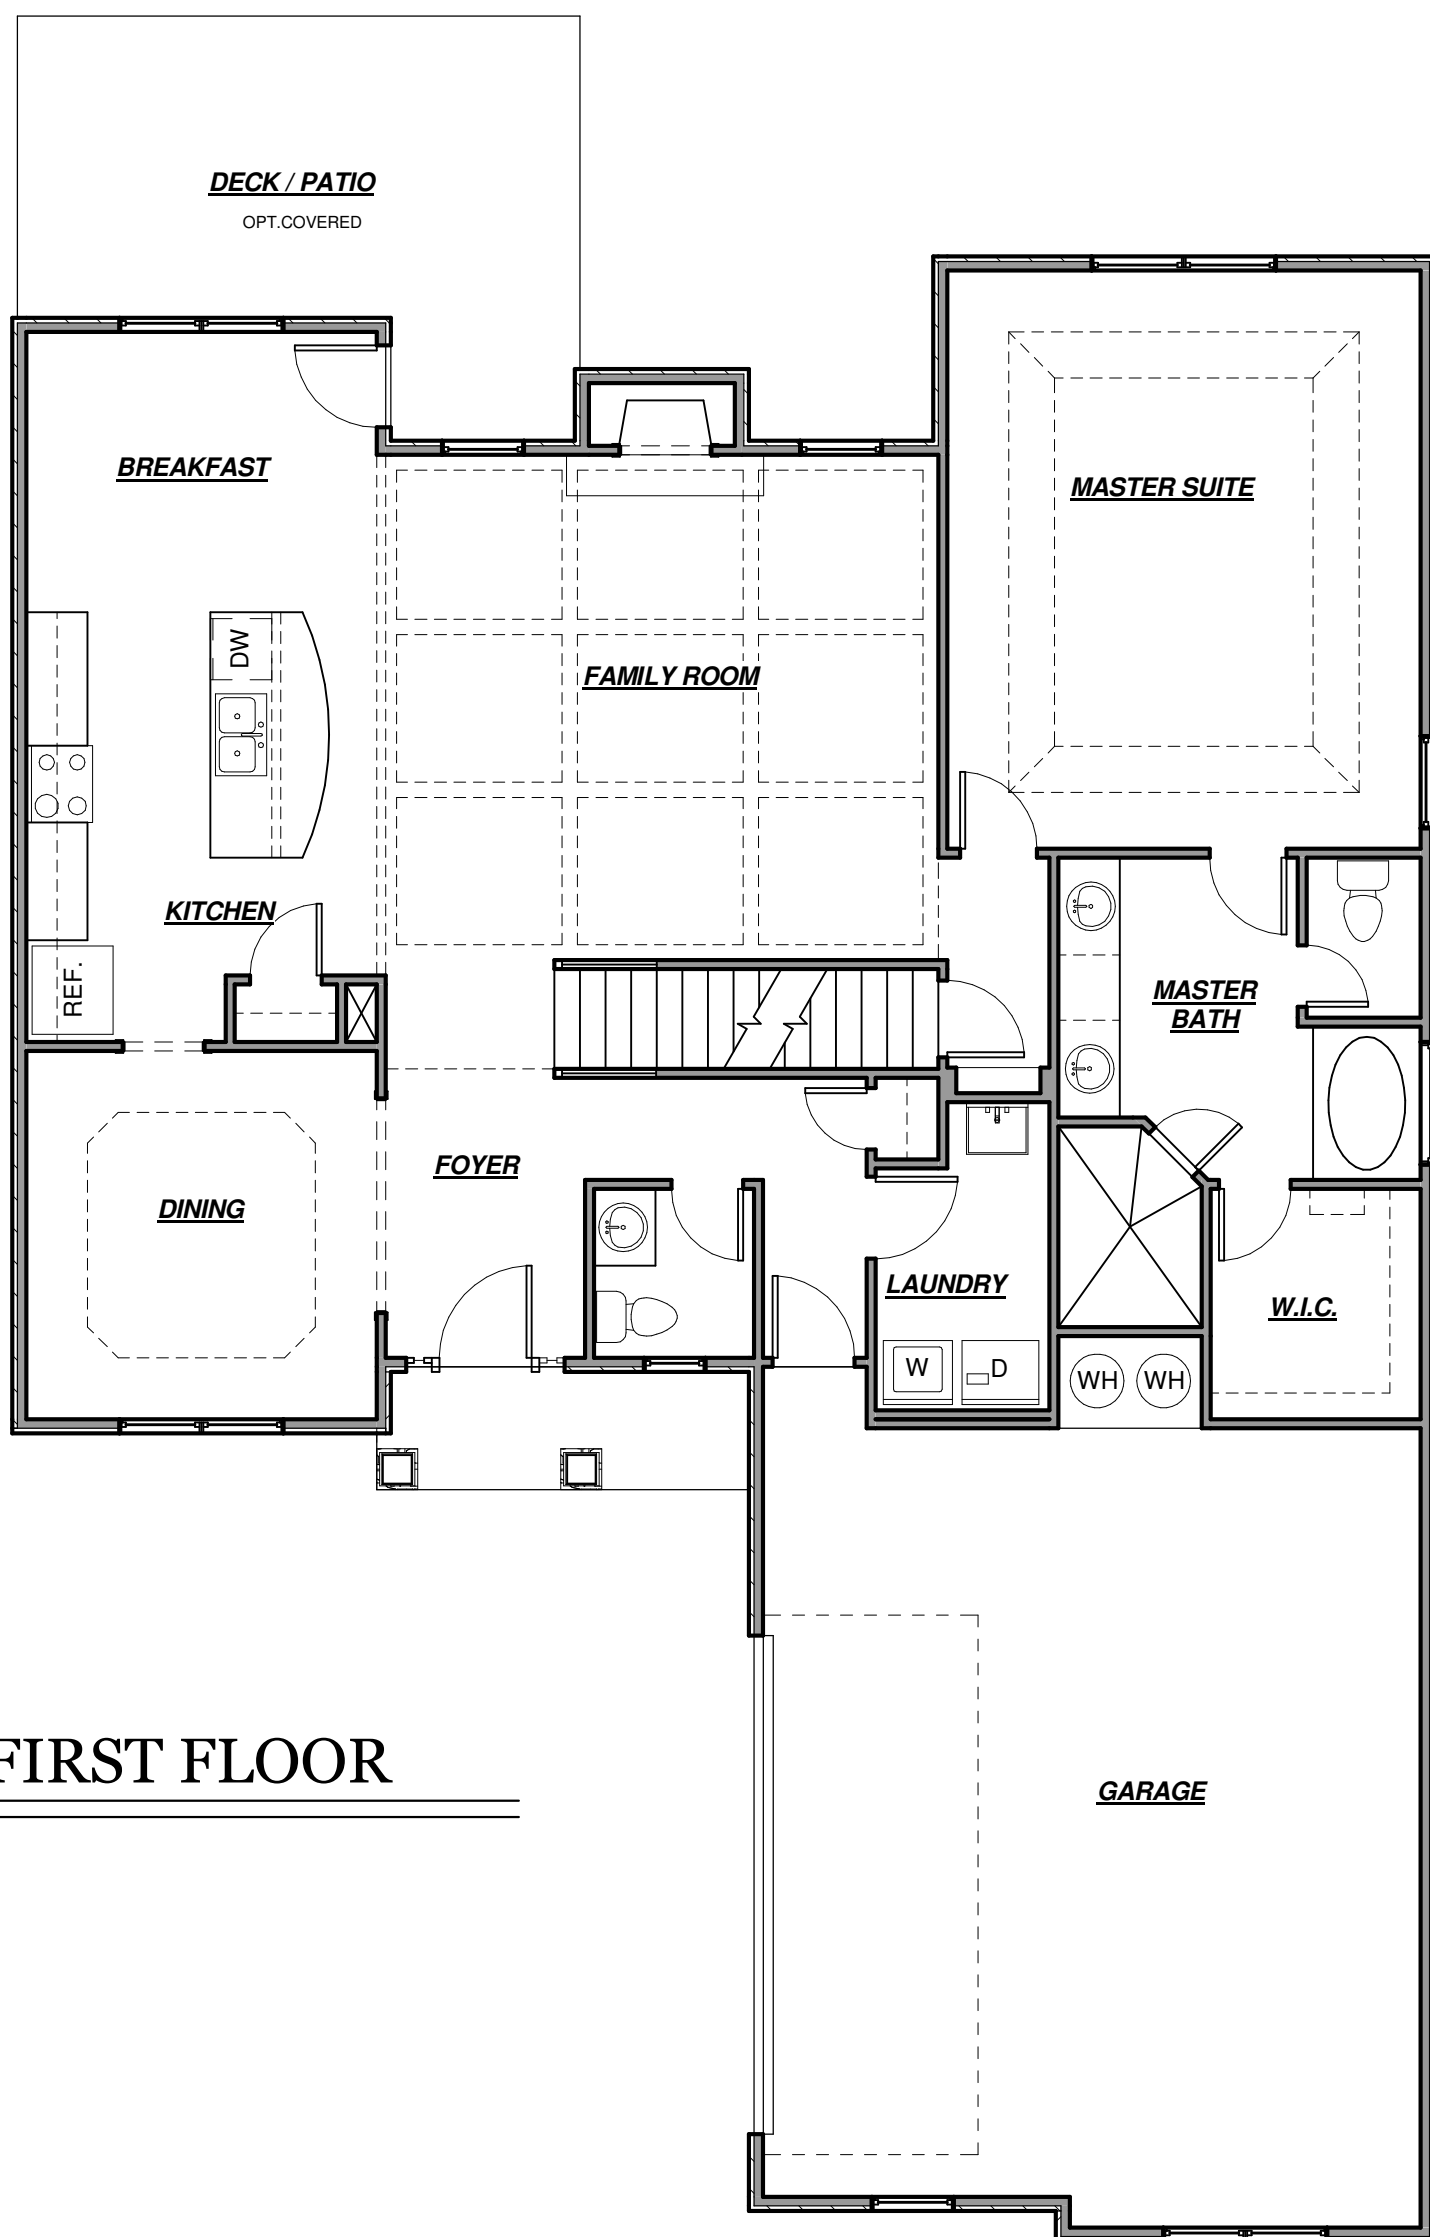 DECK / PATIO
OPT.COVERED
BREAKFAST
MASTER SUITE
DW
FAMILY ROOM
KITCHEN
REF.
MASTER
BATH
FOYER
DINING
LAUNDRY
W.I.C.
W
D
WH
WH
FIRST FLOOR
GARAGE